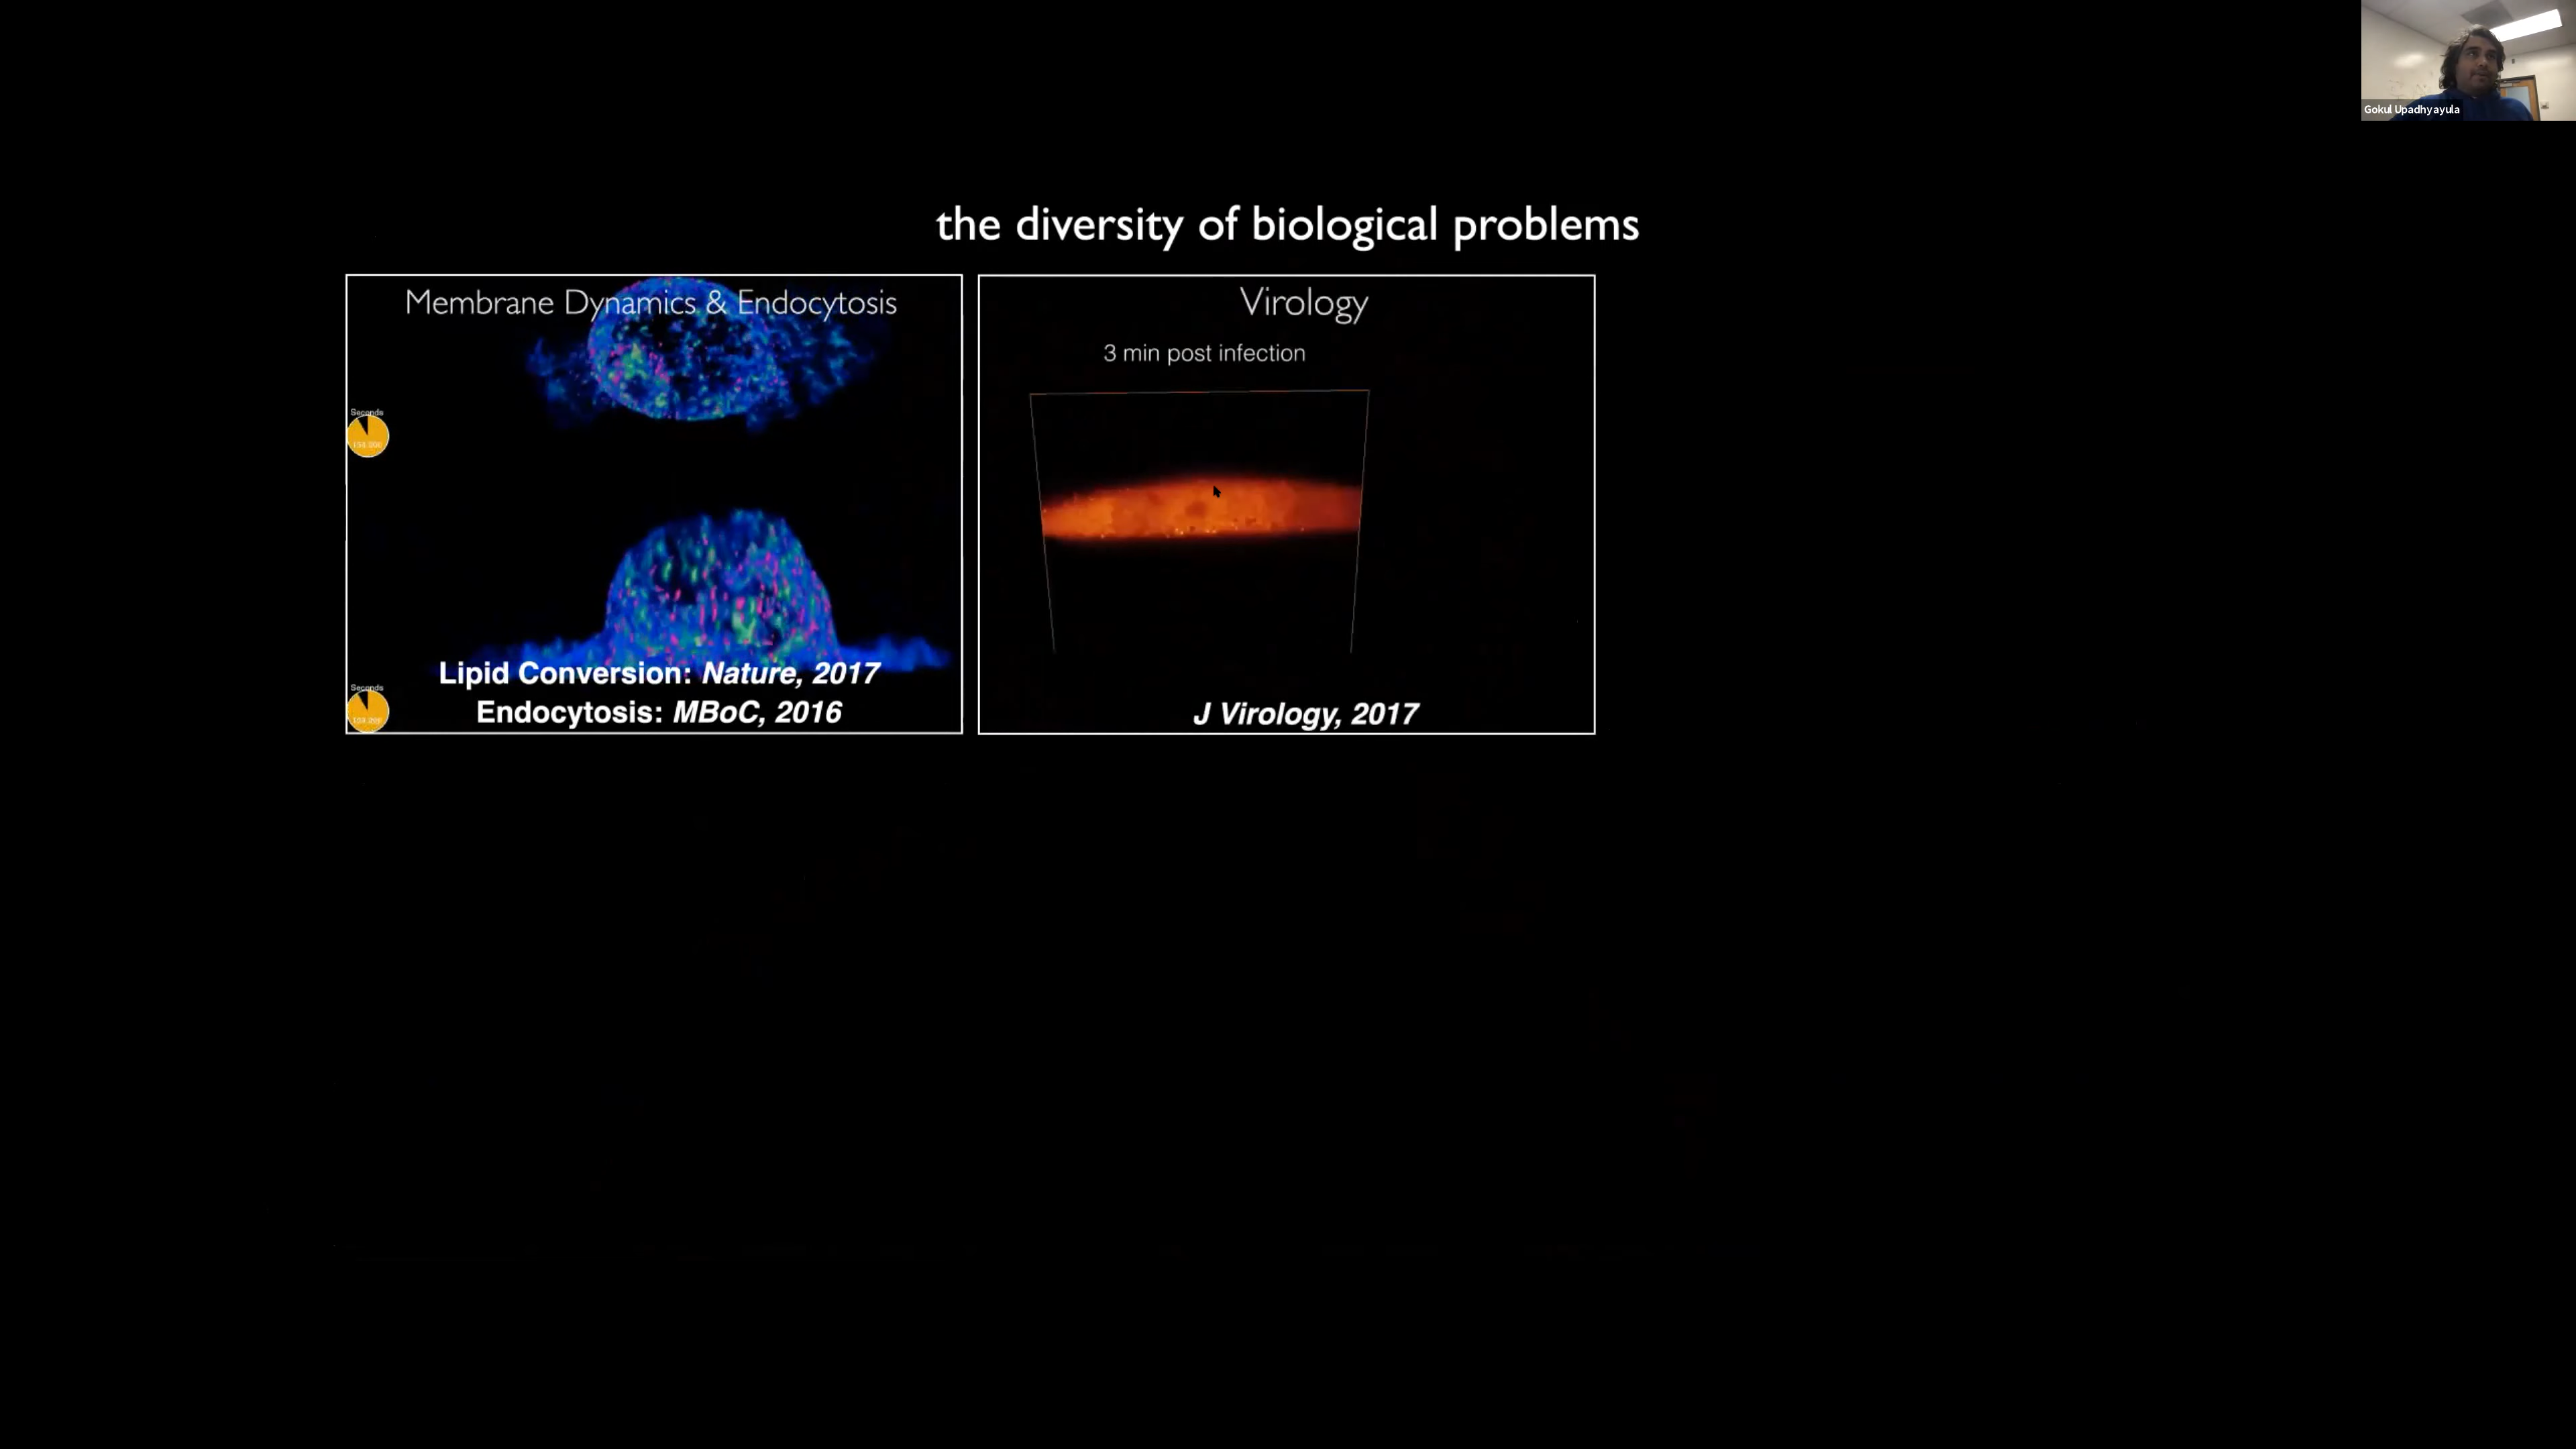 Gokul Upadhyayula
the diversity of biological problems
Membrane Dynamics & Endocytosis
Seconds
Seconds
Lipid Conversion: Nature, 2017
Endocytosis: MBoC, 2016
Virology
3 min post infection
J Virology, 2017